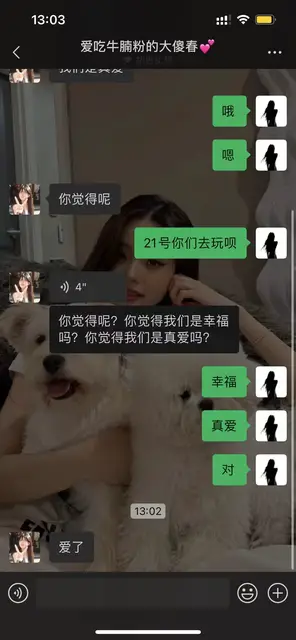 13:03
爱吃牛腩粉的大傻春💕
我们是真爱
哦
嗯
你觉得呢
21号你们去玩呗
4"
你觉得呢？你觉得我们是幸福
吗？你觉得我们是真爱吗？
幸福
真爱
对
13:02
爱了